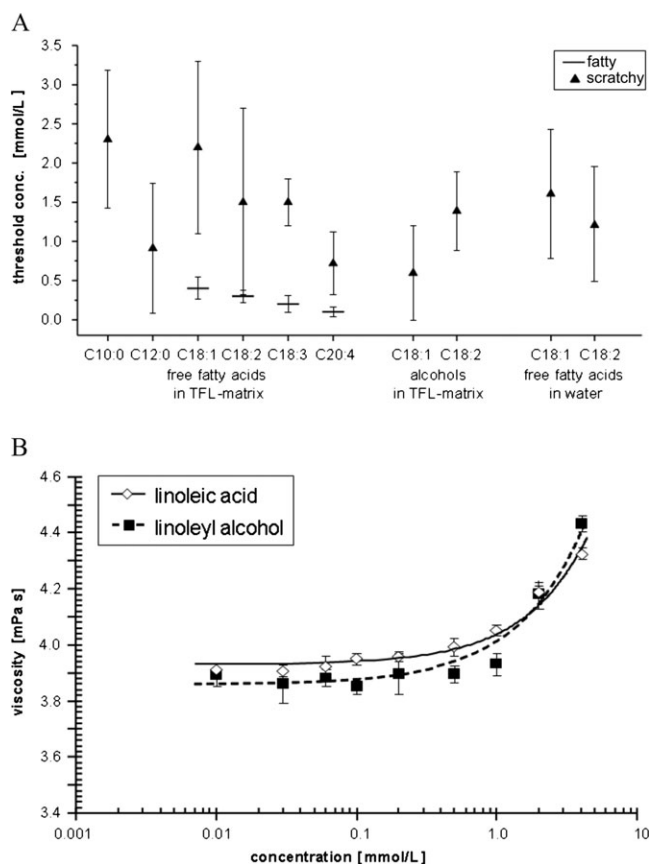 A
threshold conc. [mmol/L]
3.5
3.0
2.5
2.0
1.5
1.0
0.5
0.0
fatty
scratchy
C10:0 C12:0 C18:1 C18:2 C18:3 C20:4 C18:1 C18:2 C18:1 C18:2
free fatty acids alcohols free fatty acids
in TFL-matrix in TFL-matrix in water
B
viscosity [mPa s]
4.6
4.4
4.2
4.0
3.8
3.6
3.4
linoleic acid
linoleyl alcohol
0.001 0.01 0.1 1.0 10
concentration [mmol/L]